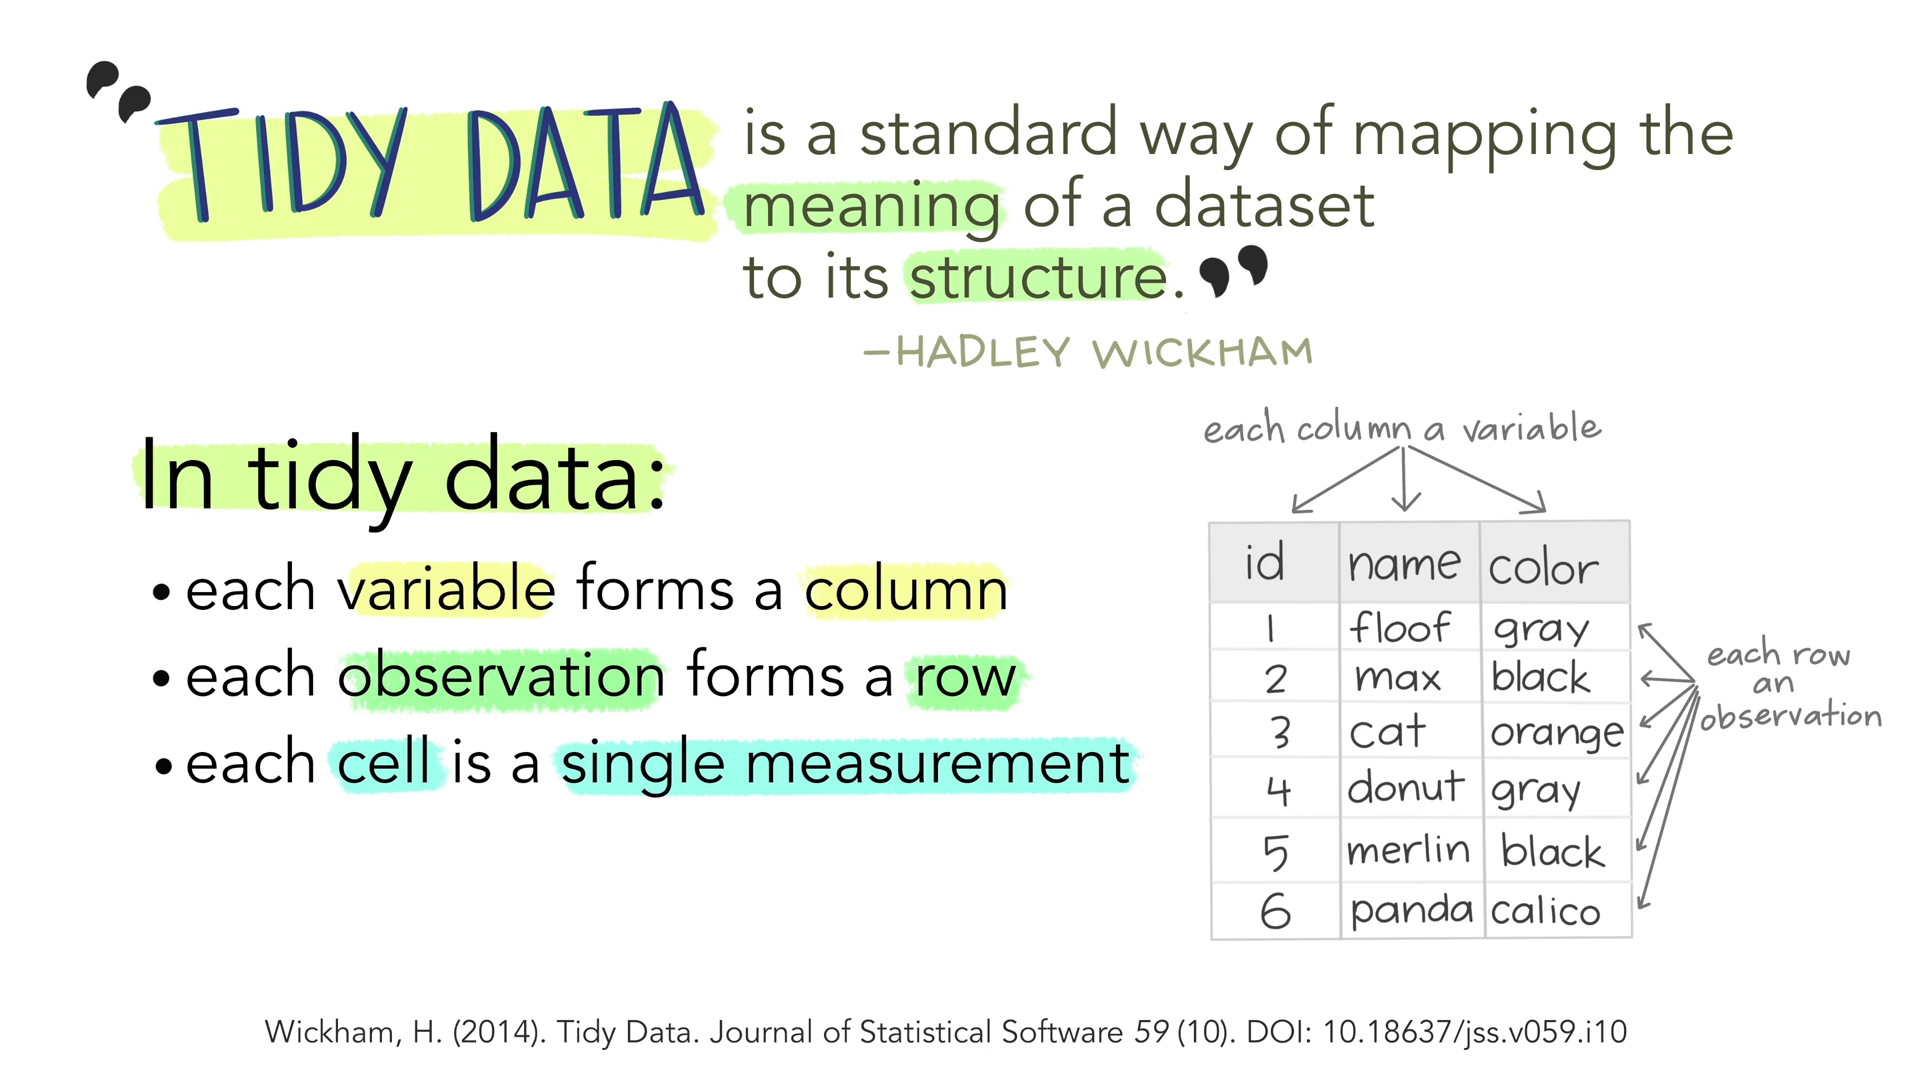 "TIDY DATA is a standard way of mapping the
meaning of a dataset
to its structure."
–HADLEY WICKHAM
In tidy data:
• each variable forms a column
• each observation forms a row
• each cell is a single measurement
each column a variable
id name color
1 floof gray
2 max black
3 cat orange
4 donut gray
5 merlin black
6 panda calico
each row
an
observation
Wickham, H. (2014). Tidy Data. Journal of Statistical Software 59 (10). DOI: 10.18637/jss.v059.i10